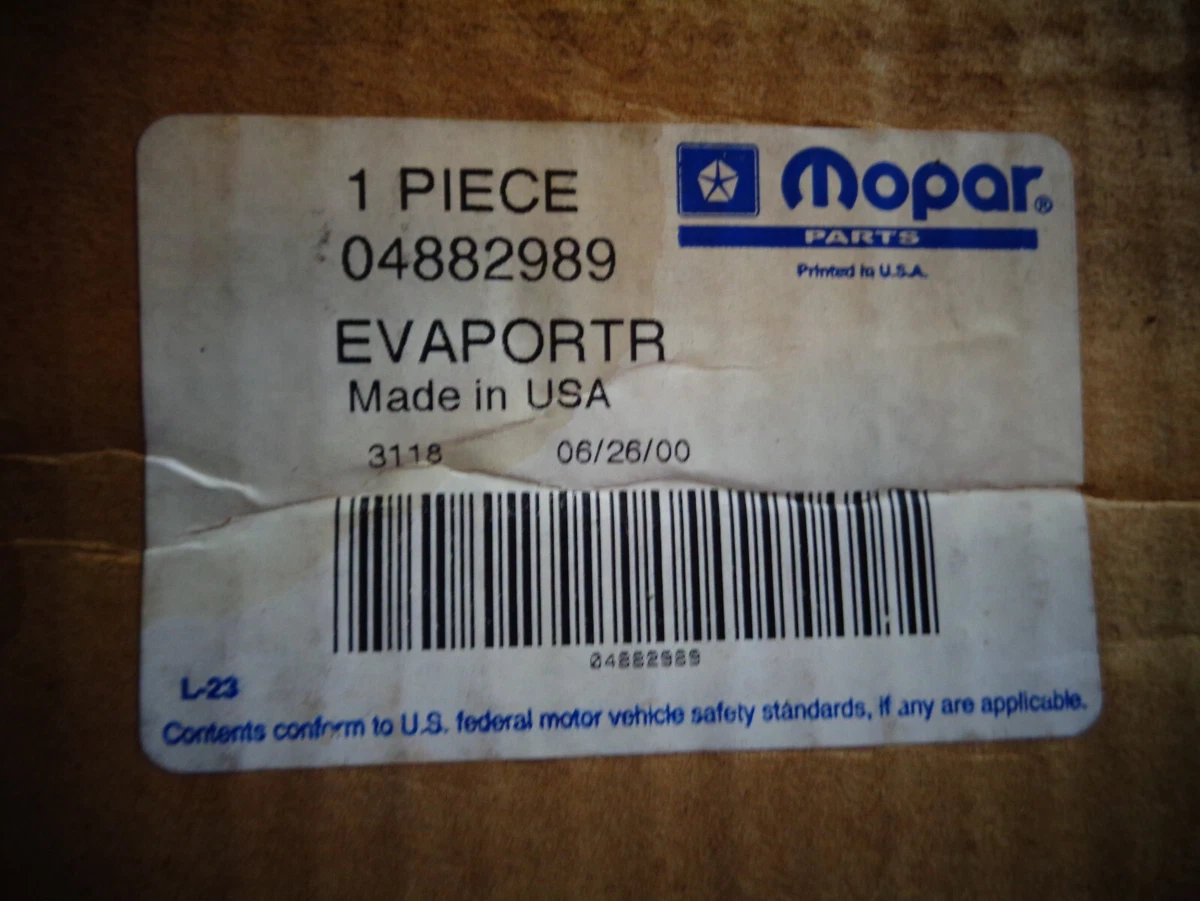 1 PIECE
04882989
EVAPORTR
Made in USA
3118 06/26/00
Mopar®
PARTS
Printed in U.S.A.
04882989
L-23
Contents conform to U.S. federal motor vehicle safety standards, if any are applicable.